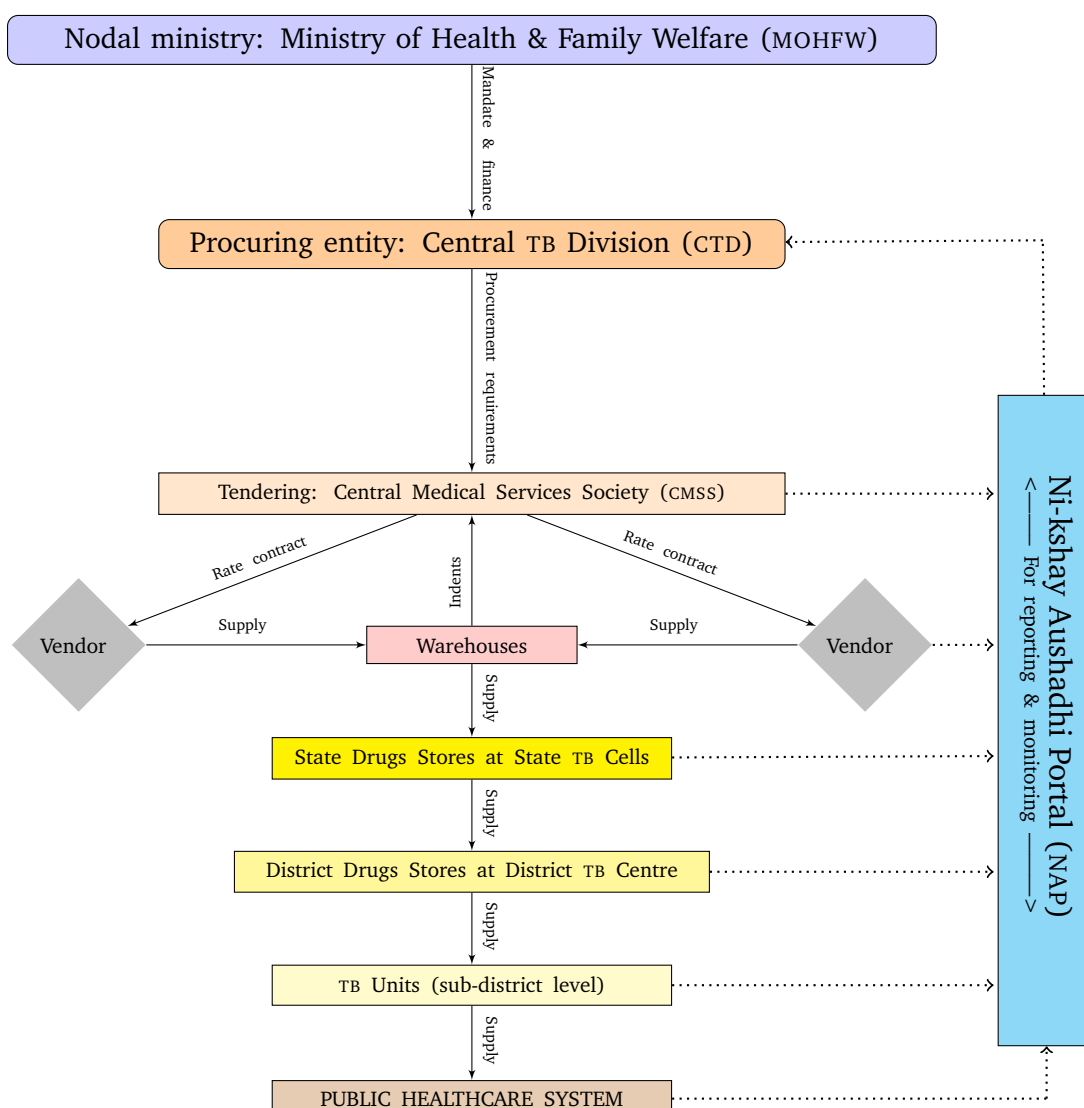 Nodal ministry: Ministry of Health & Family Welfare (MOHFW)
Mandate & finance
Procuring entity: Central TB Division (CTD)
Procurement requirements
Tendering: Central Medical Services Society (CMSS)
Rate contract
Indents
Rate contract
Vendor
Supply
Warehouses
Supply
Vendor
Supply
State Drugs Stores at State TB Cells
Supply
District Drugs Stores at District TB Centre
Supply
TB Units (sub-district level)
Supply
PUBLIC HEALTHCARE SYSTEM
Ni-kshay Aushadhi Portal (NAP)
<—— For reporting & monitoring ——>